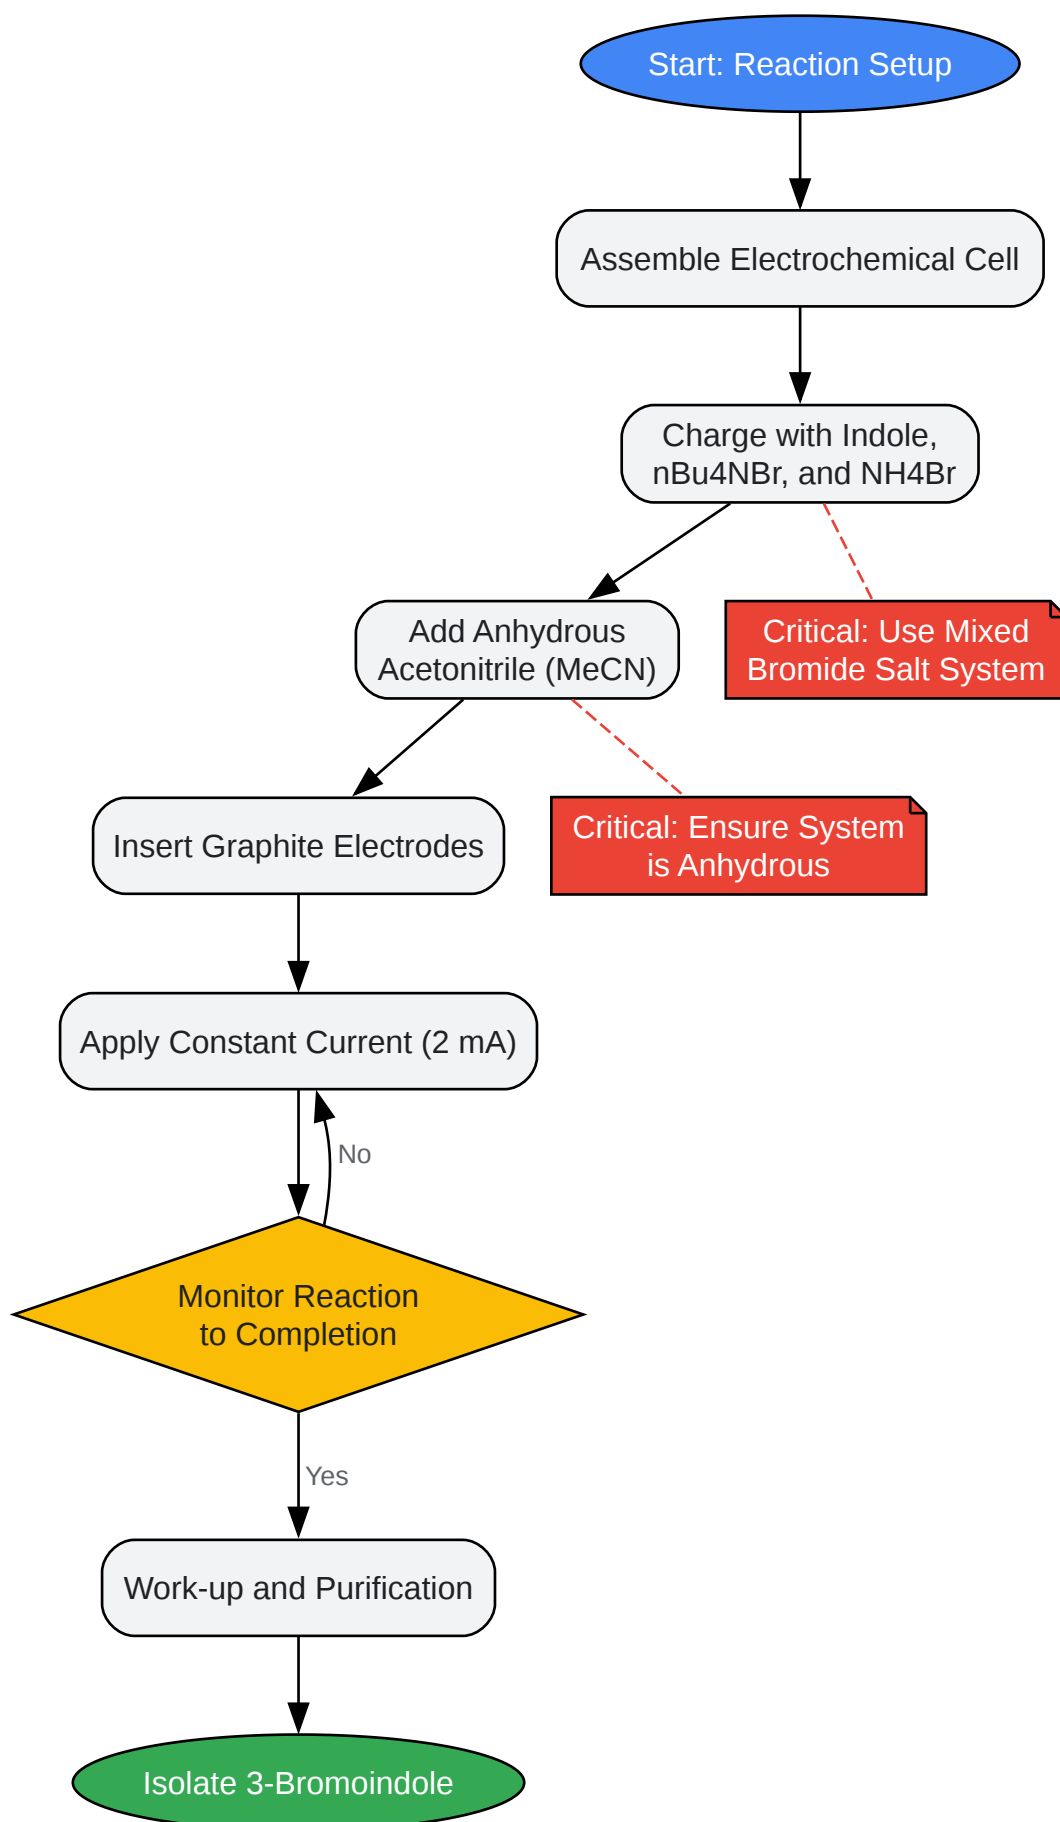 Start: Reaction Setup
Assemble Electrochemical Cell
Charge with Indole,
nBu4NBr, and NH4Br
Add Anhydrous
Acetonitrile (MeCN)
Critical: Use Mixed
Bromide Salt System
Insert Graphite Electrodes
Critical: Ensure System
is Anhydrous
Apply Constant Current (2 mA)
No
Monitor Reaction
to Completion
Yes
Work-up and Purification
Isolate 3-Bromoindole